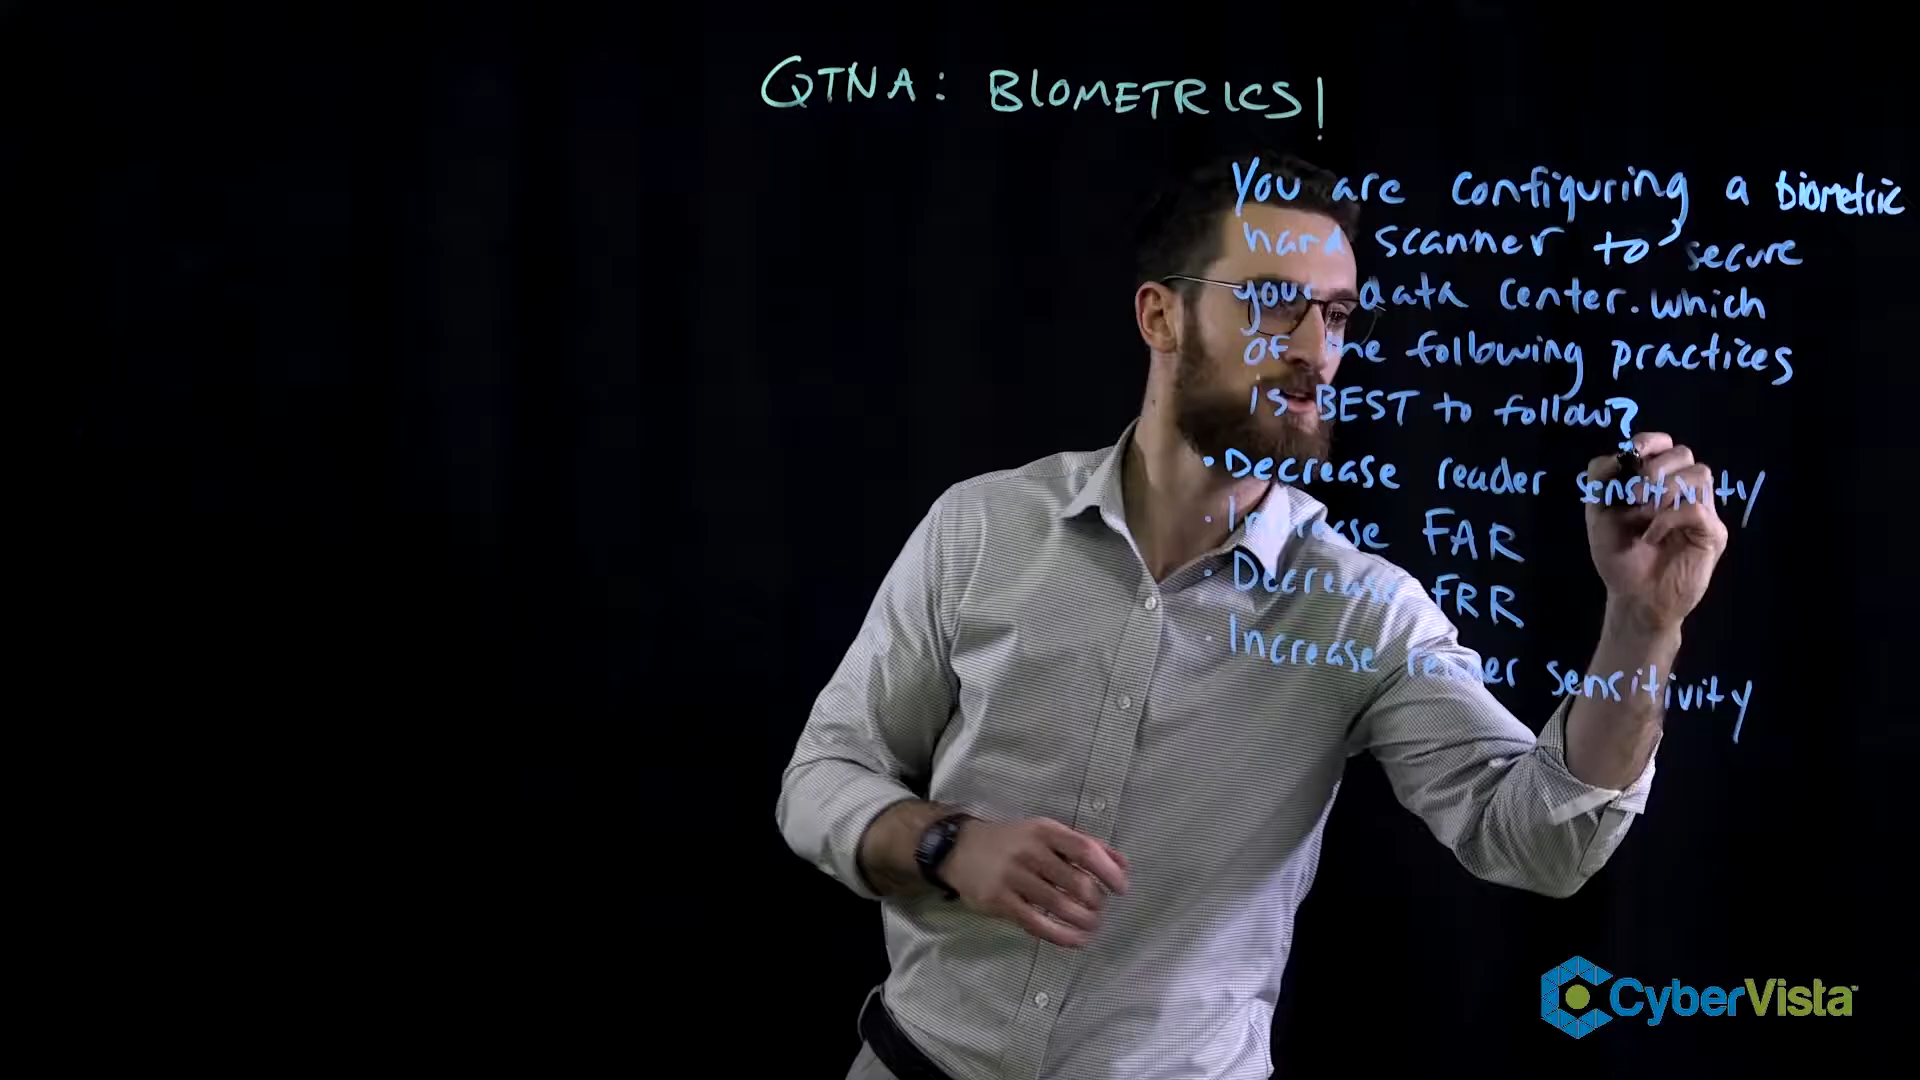 QTNA: BIOMETRICS!
You are configuring a biometric
hand scanner to secure
your data center. which
of the following practices
is BEST to follow?
• Decrease reader sensitivity
• Increase FAR
• Decrease FRR
• Increase reader sensitivity
CyberVista